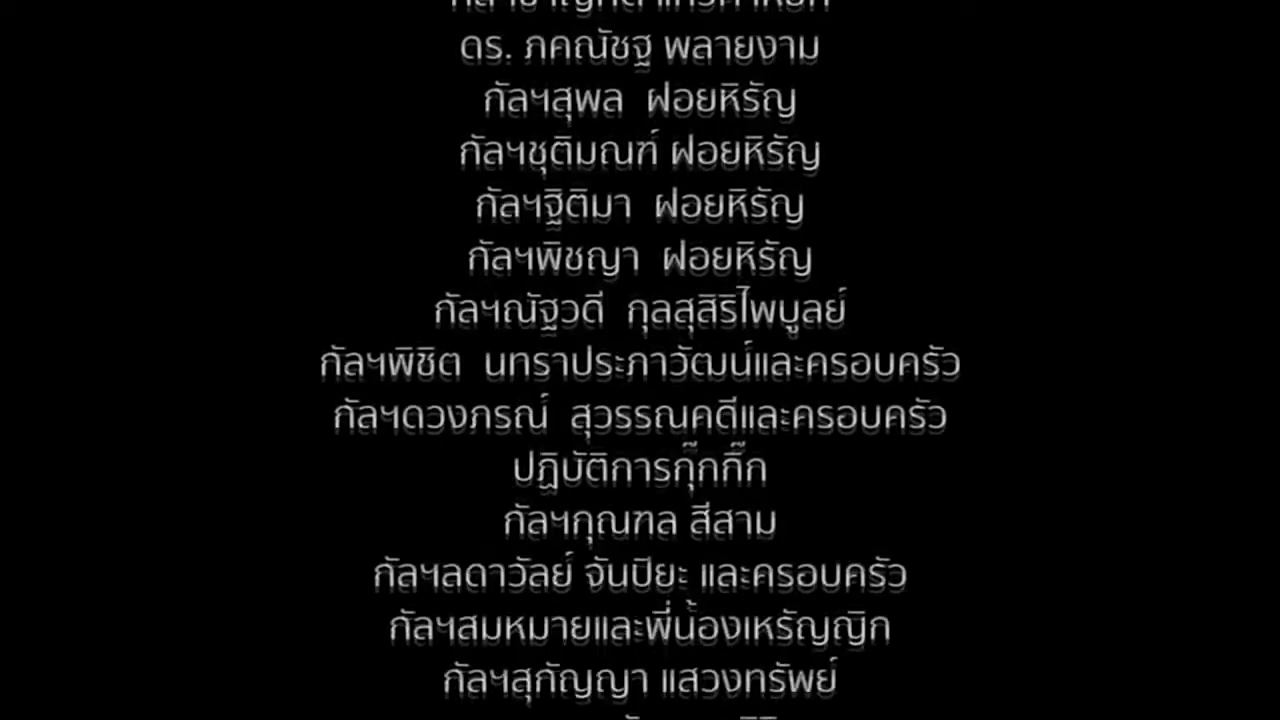 ดร. ภคณัชฐ พลายงาม
กัลฯสุพล ฝอยหิรัญ
กัลฯชุติมณฑ์ ฝอยหิรัญ
กัลฯฐิติมา ฝอยหิรัญ
กัลฯพิชญา ฝอยหิรัญ
กัลฯณัฐวดี กุลสุสิริไพบูลย์
กัลฯพิชิต นทราประภาวัฒน์และครอบครัว
กัลฯดวงภรณ์ สุวรรณคดีและครอบครัว
ปฏิบัติการกุ๊กกิ๊ก
กัลฯกุณฑล สีสาม
กัลฯลดาวัลย์ จันปิยะ และครอบครัว
กัลฯสมหมายและพี่น้องเหรัญญิก
กัลฯสุกัญญา แสวงทรัพย์